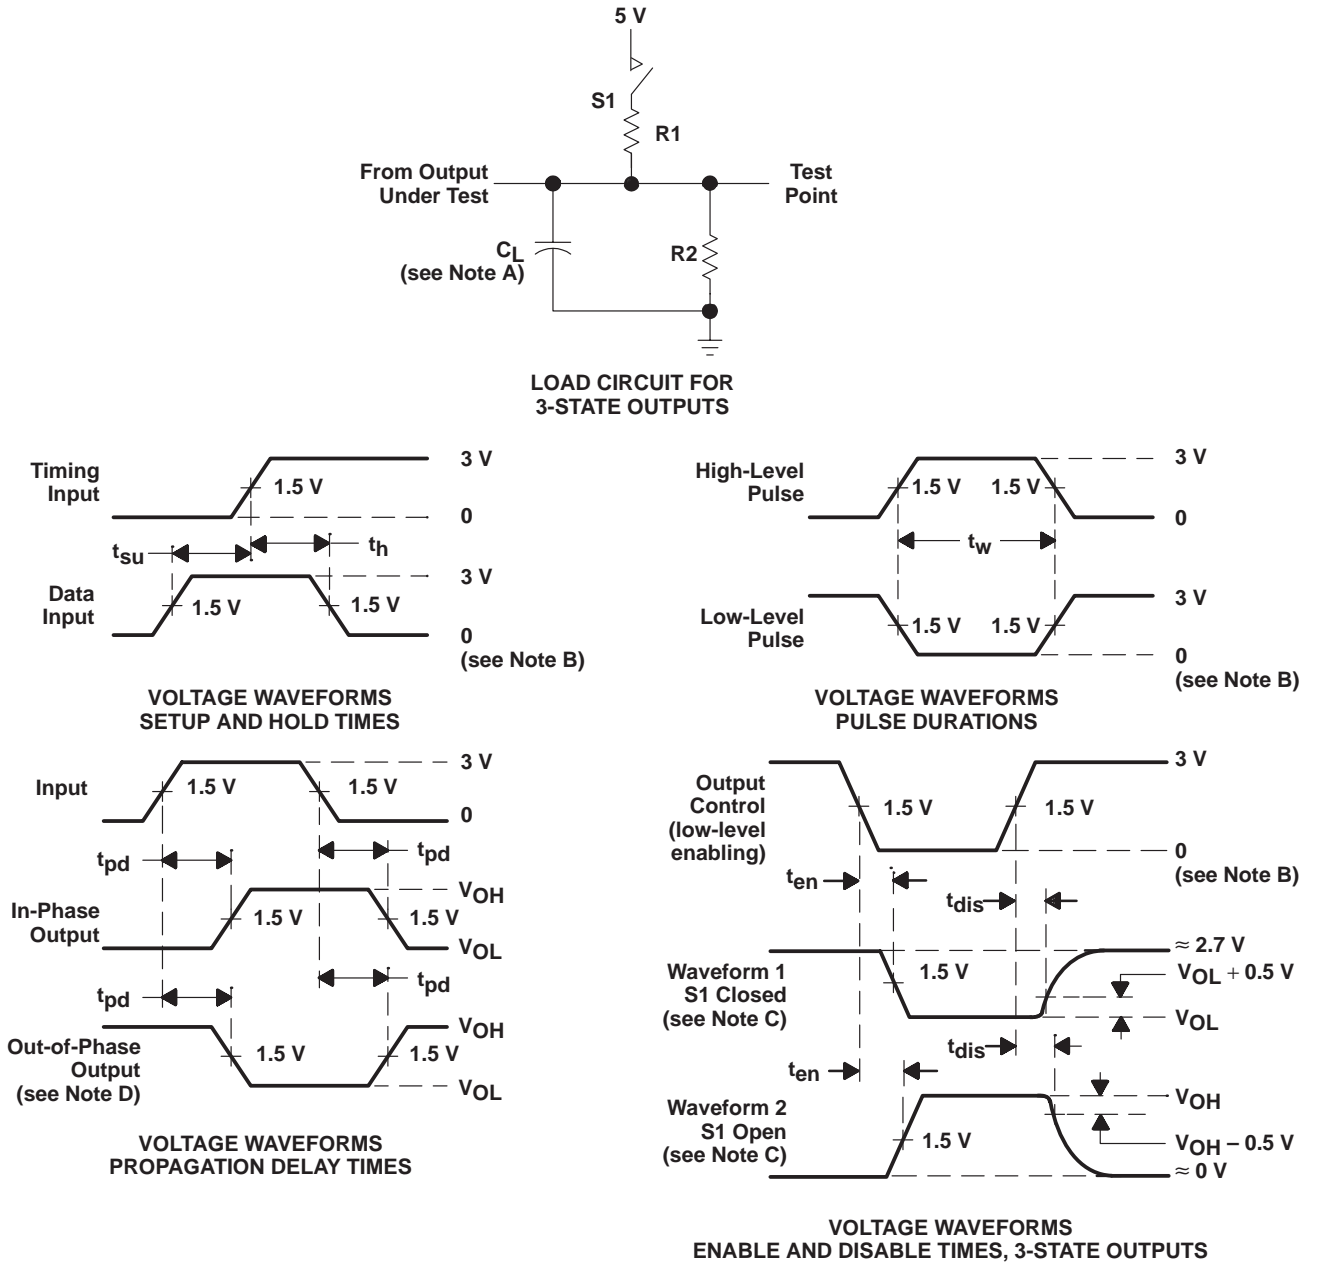 5 V
S1
R1
From Output
Under Test
Test
Point
CL
(see Note A)
R2
LOAD CIRCUIT FOR
3-STATE OUTPUTS
Timing
Input
1.5 V
3 V
0
tsu
th
Data
Input
1.5 V
1.5 V
3 V
0
(see Note B)
VOLTAGE WAVEFORMS
SETUP AND HOLD TIMES
High-Level
Pulse
1.5 V
1.5 V
3 V
0
tw
Low-Level
Pulse
1.5 V
1.5 V
3 V
0
(see Note B)
VOLTAGE WAVEFORMS
PULSE DURATIONS
Input
1.5 V
1.5 V
3 V
0
tpd
tpd
In-Phase
Output
1.5 V
1.5 V
VOH
VOL
tpd
tpd
Out-of-Phase
Output
(see Note D)
1.5 V
1.5 V
VOH
VOL
VOLTAGE WAVEFORMS
PROPAGATION DELAY TIMES
Output
Control
(low-level
enabling)
1.5 V
1.5 V
3 V
0
(see Note B)
ten
tdis
Waveform 1
S1 Closed
(see Note C)
1.5 V
≈ 2.7 V
VOL + 0.5 V
VOL
ten
tdis
Waveform 2
S1 Open
(see Note C)
1.5 V
VOH
VOH – 0.5 V
≈ 0 V
VOLTAGE WAVEFORMS
ENABLE AND DISABLE TIMES, 3-STATE OUTPUTS